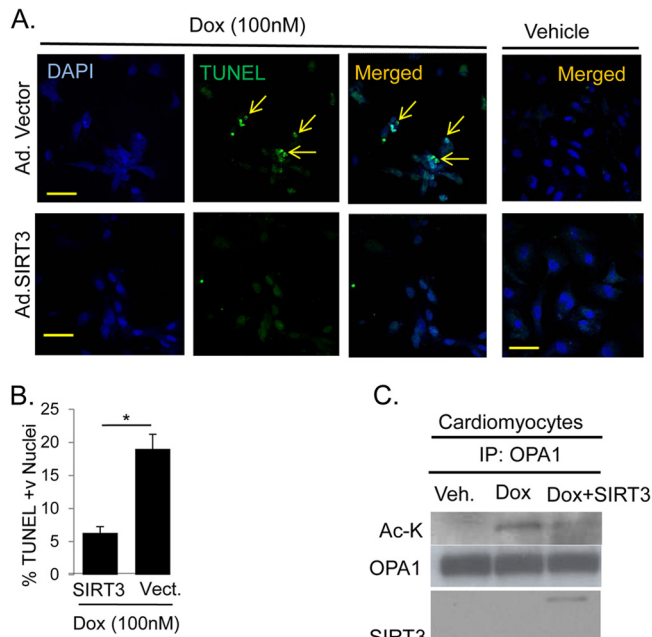 A.
Dox (100nM)
Vehicle
DAPI
TUNEL
Merged
Merged
Ad. Vector
Ad.SIRT3
B.
% TUNEL +v Nuclei
25
20
15
10
5
0
*
SIRT3 Vect.
Dox (100nM)
C.
Cardiomyocytes
IP: OPA1
Veh. Dox Dox+SIRT3
Ac-K
OPA1
SIRT3